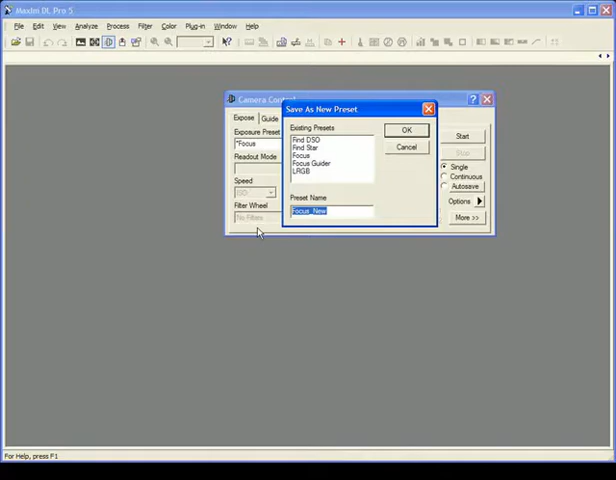 MaxIm DL Pro 5
File Edit View Analyze Process Filter Color Plug-in Window Help
Camera Control
Expose Guide
Exposure Preset
*Focus
Readout Mode
Speed
ISO
Filter Wheel
No Filters
Save As New Preset
Existing Presets
Find DSO
Find Star
Focus
Focus Guider
LRGB
Preset Name
Focus_New
OK
Cancel
Start
Stop
Single
Continuous
Autosave
Options
More >>
For Help, press F1